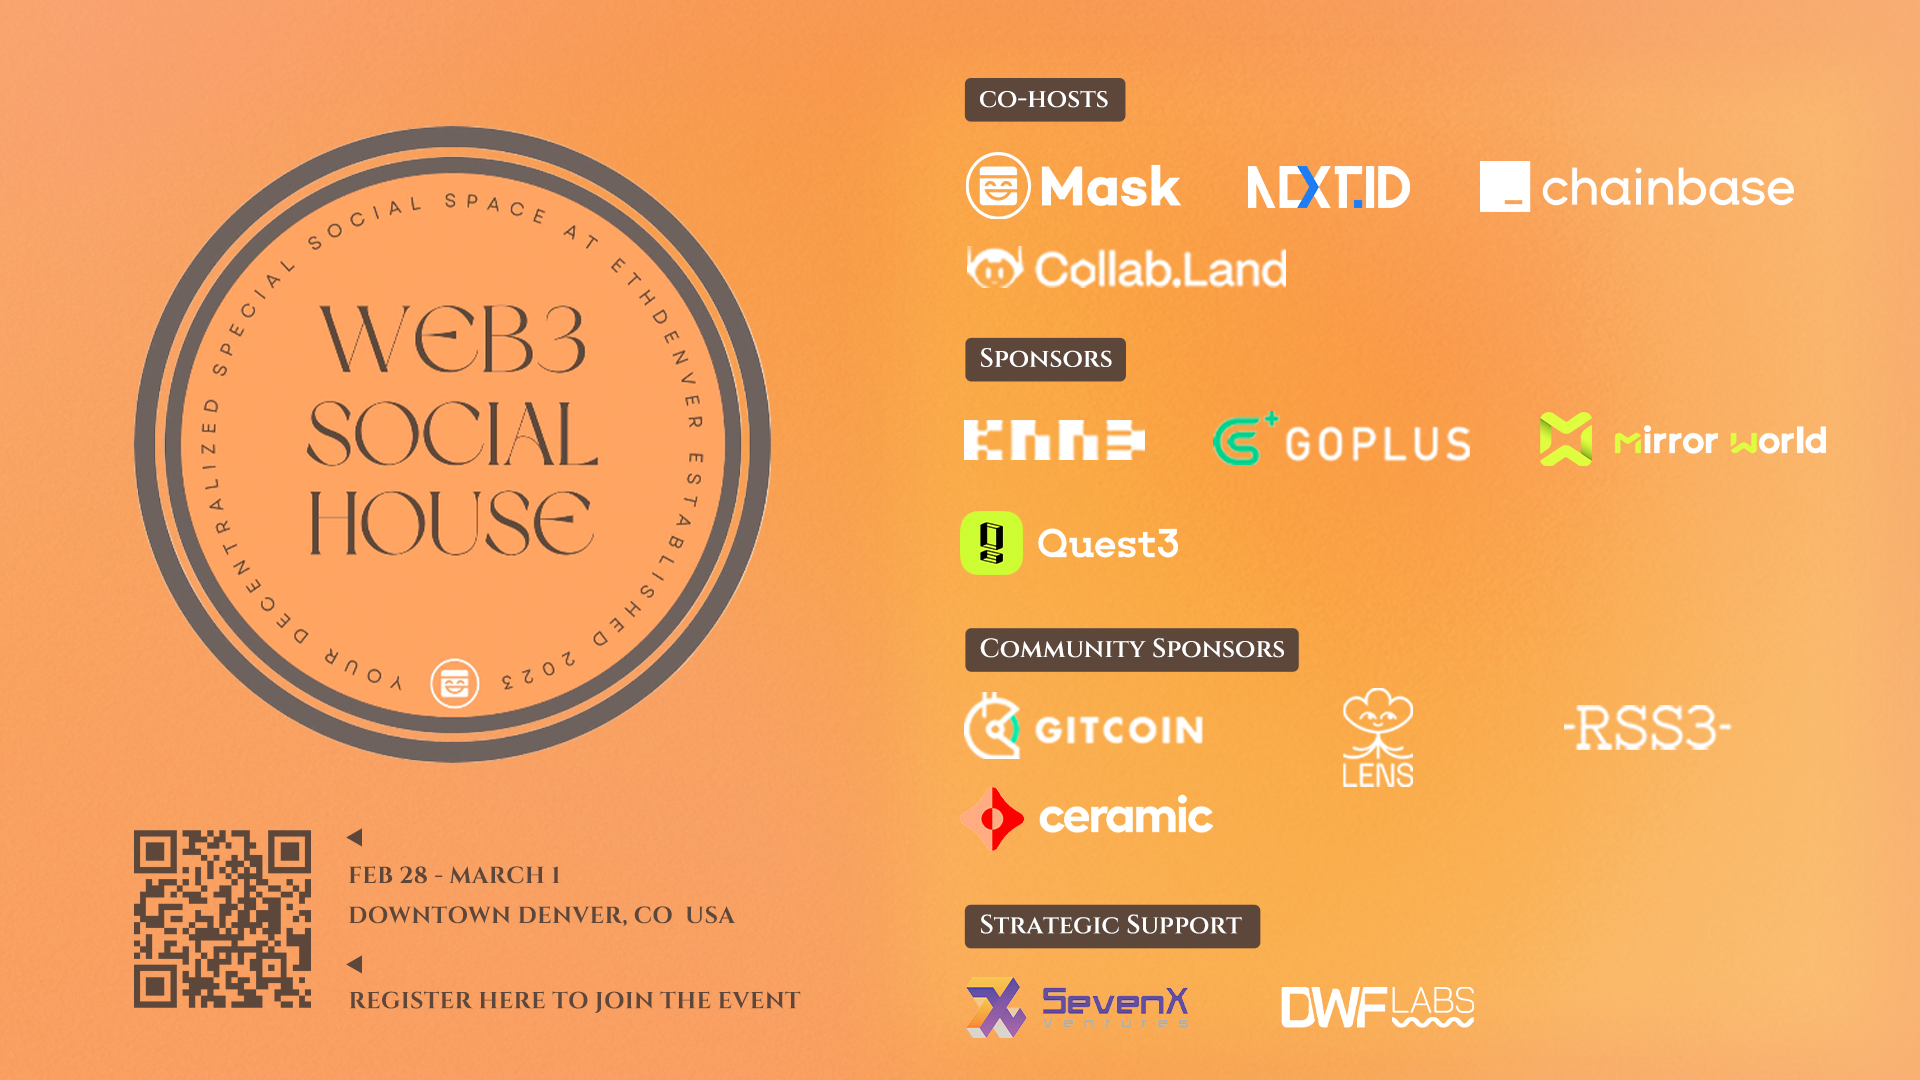 YOUR DECENTRALIZED SPECIAL SOCIAL SPACE AT ETHDENVER ESTABLISHED 2023
WEB3
SOCIAL
HOUSE
FEB 28 - MARCH 1
DOWNTOWN DENVER, CO USA
REGISTER HERE TO JOIN THE EVENT
CO-HOSTS
Mask
NEXT.ID
chainbase
Collab.Land
SPONSORS
KNN3
GOPLUS
mirror world
Quest3
COMMUNITY SPONSORS
GITCOIN
LENS
-RSS3-
ceramic
STRATEGIC SUPPORT
SevenX
Ventures
DWF LABS